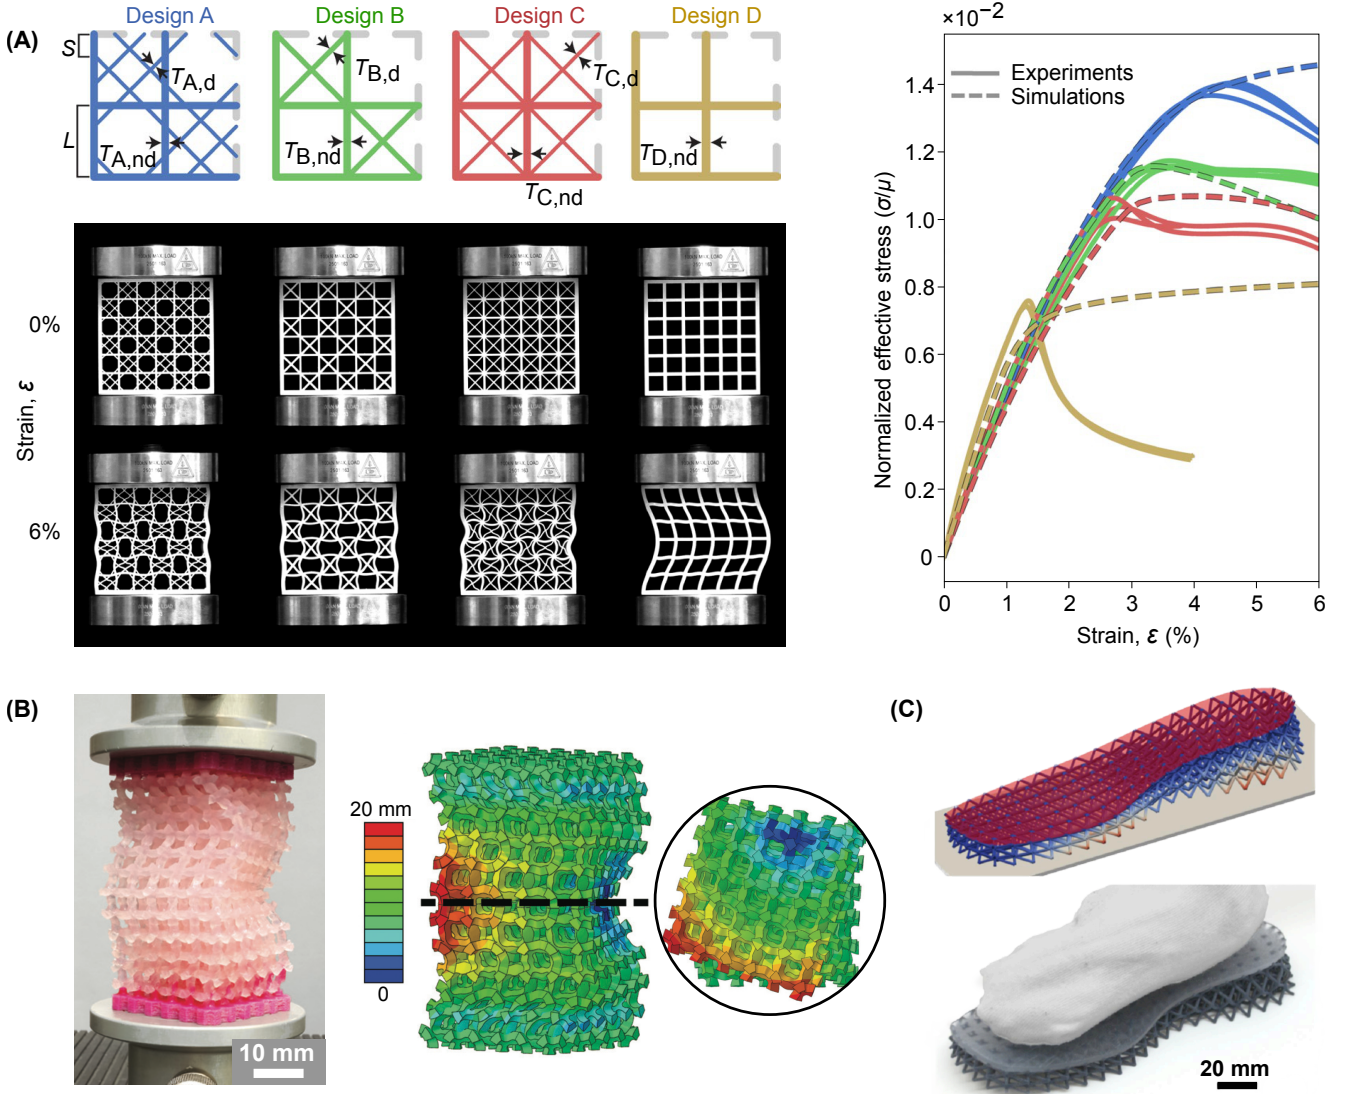 (A)
Design A
Design B
Design C
Design D
S
L
T_A,d
T_A,nd
T_B,d
T_B,nd
T_C,d
T_C,nd
T_D,nd
Strain, ε
0%
6%
×10−2
Normalized effective stress (σ/μ)
1.4
1.2
1.0
0.8
0.6
0.4
0.2
0
Experiments
Simulations
0 1 2 3 4 5 6
Strain, ε (%)
(B)
10 mm
20 mm
0
(C)
20 mm